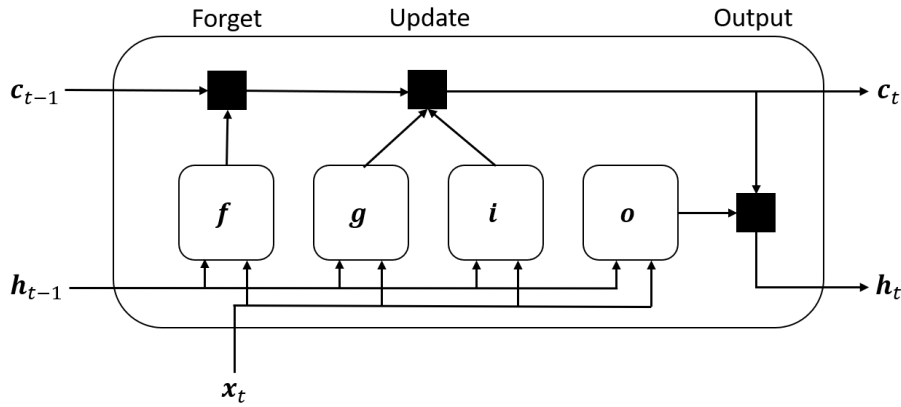 Forget Update Output
c_{t−1} c_t
f g i o
h_{t−1} h_t
x_t